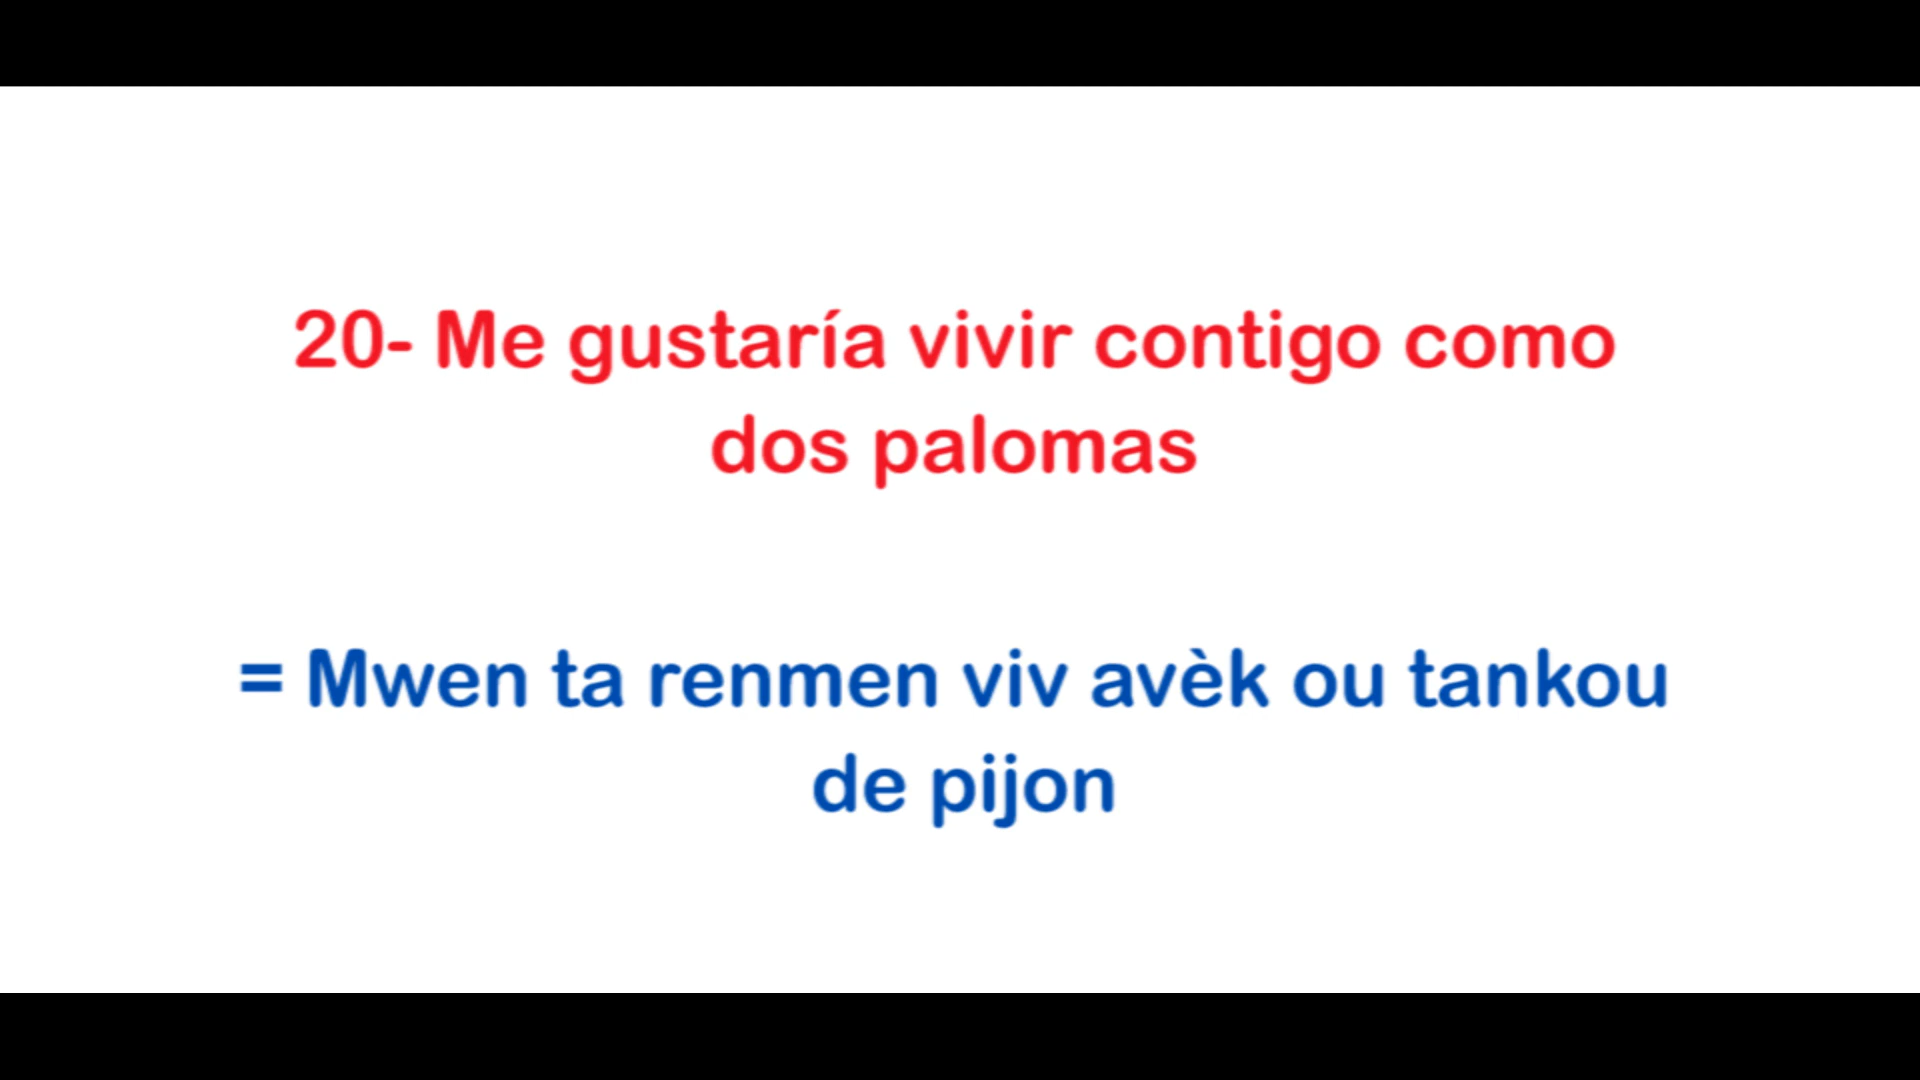 20- Me gustaría vivir contigo como
dos palomas
= Mwen ta renmen viv avèk ou tankou
de pijon